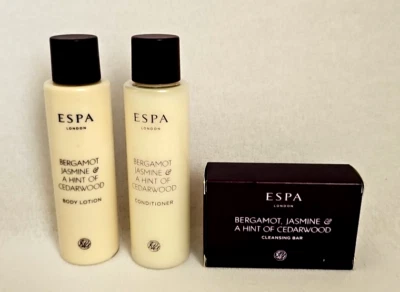 ESPA
LONDON
BERGAMOT
JASMINE &
A HINT OF
CEDARWOOD
BODY LOTION
ESPA
LONDON
BERGAMOT
JASMINE &
A HINT OF
CEDARWOOD
CONDITIONER
ESPA
LONDON
BERGAMOT, JASMINE &
A HINT OF CEDARWOOD
CLEANSING BAR